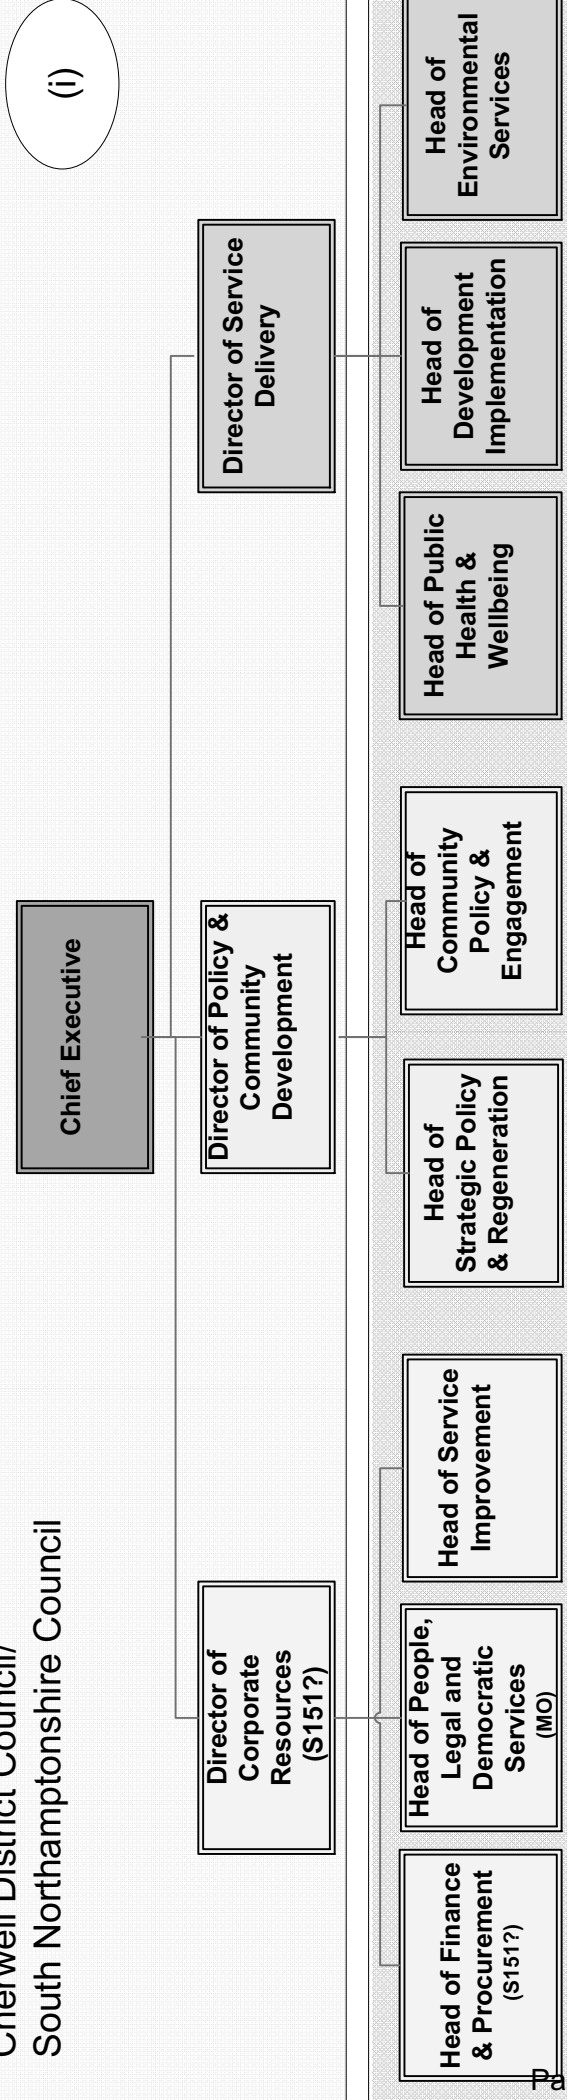 Cherwell District Council/
South Northamptonshire Council
(i)
Chief Executive
Director of
Corporate
Resources
(S151?)
Director of Policy &
Community
Development
Director of Service
Delivery
Head of Finance
& Procurement
(S151?)
Head of People,
Legal and
Democratic
Services
(MO)
Head of Service
Improvement
Head of
Strategic Policy
& Regeneration
Head of
Community
Policy &
Engagement
Head of Public
Health &
Wellbeing
Head of
Development
Implementation
Head of
Environmental
Services